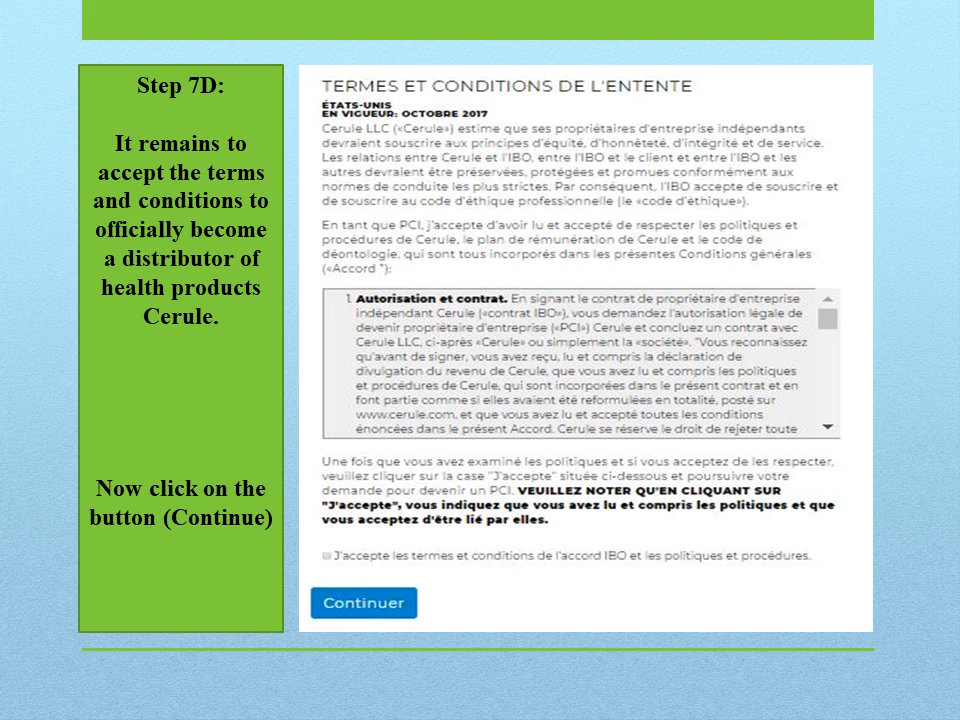 Step 7D:
It remains to
accept the terms
and conditions to
officially become
a distributor of
health products
Cerule.
Now click on the
button (Continue)
TERMES ET CONDITIONS DE L'ENTENTE
ÉTATS-UNIS
EN VIGUEUR: OCTOBRE 2017
Cerule LLC («Cerule») estime que ses propriétaires d'entreprise indépendants
devraient souscrire aux principes d'équité, d'honnêteté, d'intégrité et de service.
Les relations entre Cerule et l'IBO, entre l'IBO et le client et entre l'IBO et les
autres devraient être préservées, protégées et promues conformément aux
normes de conduite les plus strictes. Par conséquent, l'IBO accepte de souscrire et
de souscrire au code d'éthique professionnelle (le «code d'éthique»).
En tant que PCI, j'accepte d'avoir lu et accepté de respecter les politiques et
procédures de Cerule, le plan de rémunération de Cerule et le code de
déontologie, qui sont tous incorporés dans les présentes Conditions générales
(«Accord "):
1. Autorisation et contrat. En signant le contrat de propriétaire d'entreprise
indépendant Cerule («contrat IBO»), vous demandez l'autorisation légale de
devenir propriétaire d'entreprise («PCI») Cerule et concluez un contrat avec
Cerule LLC, ci-après «Cerule» ou simplement la «société». "Vous reconnaissez
qu'avant de signer, vous avez reçu, lu et compris la déclaration de
divulgation du revenu de Cerule, que vous avez lu et compris les politiques
et procédures de Cerule, qui sont incorporées dans le présent contrat et en
font partie comme si elles avaient été reformulées en totalité, posté sur
www.cerule.com, et que vous avez lu et accepté toutes les conditions
énoncées dans le présent Accord. Cerule se réserve le droit de rejeter toute
Une fois que vous avez examiné les politiques et si vous acceptez de les respecter,
veuillez cliquer sur la case "J'accepte" située ci-dessous et poursuivre votre
demande pour devenir un PCI. VEUILLEZ NOTER QU'EN CLIQUANT SUR
"J'accepte", vous indiquez que vous avez lu et compris les politiques et que
vous acceptez d'être lié par elles.
J'accepte les termes et conditions de l'accord IBO et les politiques et procédures.
Continuer